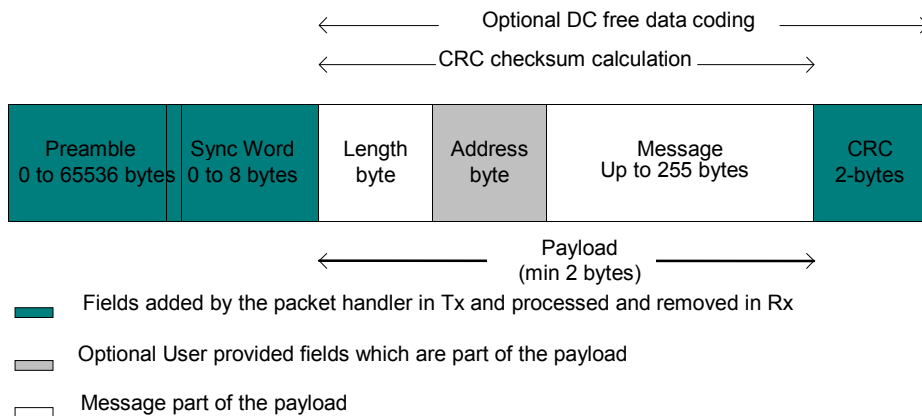 Optional DC free data coding
CRC checksum calculation
Preamble
0 to 65536 bytes
Sync Word
0 to 8 bytes
Length
byte
Address
byte
Message
Up to 255 bytes
CRC
2-bytes
Payload
(min 2 bytes)
Fields added by the packet handler in Tx and processed and removed in Rx
Optional User provided fields which are part of the payload
Message part of the payload